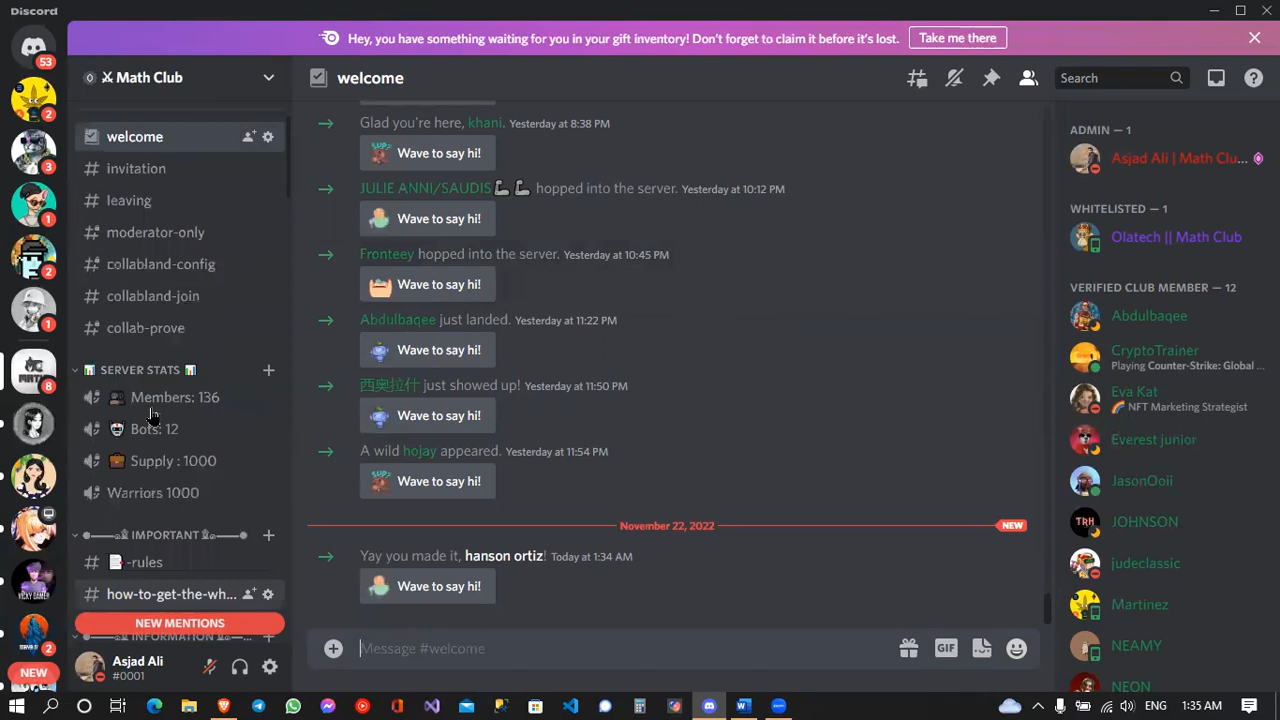 Discord
Hey, you have something waiting for you in your gift inventory! Don't forget to claim it before it's lost.
Take me there
53
2
3
1
2
1
8
2
NEW
Math Club
welcome
invitation
leaving
moderator-only
collabland-config
collabland-join
collab-prove
SERVER STATS
Members: 136
Bots: 12
Supply : 1000
Warriors 1000
IMPORTANT
-rules
how-to-get-the-wh...
NEW MENTIONS
INFORMATION
Asjad Ali
#0001
welcome
Search
Glad you're here, khani. Yesterday at 8:38 PM
Wave to say hi!
JULIE ANNI/SAUDIS💪💪 hopped into the server. Yesterday at 10:12 PM
Wave to say hi!
Fronteey hopped into the server. Yesterday at 10:45 PM
Wave to say hi!
Abdulbaqee just landed. Yesterday at 11:22 PM
Wave to say hi!
西奥拉什 just showed up! Yesterday at 11:50 PM
Wave to say hi!
A wild hojay appeared. Yesterday at 11:54 PM
Wave to say hi!
November 22, 2022
NEW
Yay you made it, hanson ortiz! Today at 1:34 AM
Wave to say hi!
Message #welcome
GIF
ADMIN — 1
Asjad Ali | Math Clu...
WHITELISTED — 1
Olatech || Math Club
VERIFIED CLUB MEMBER — 12
Abdulbaqee
CryptoTrainer
Playing Counter-Strike: Global ...
Eva Kat
🌈 NFT Marketing Strategist
Everest junior
JasonOoii
JOHNSON
judeclassic
Martinez
NEAMY
NEON
ENG
1:35 AM